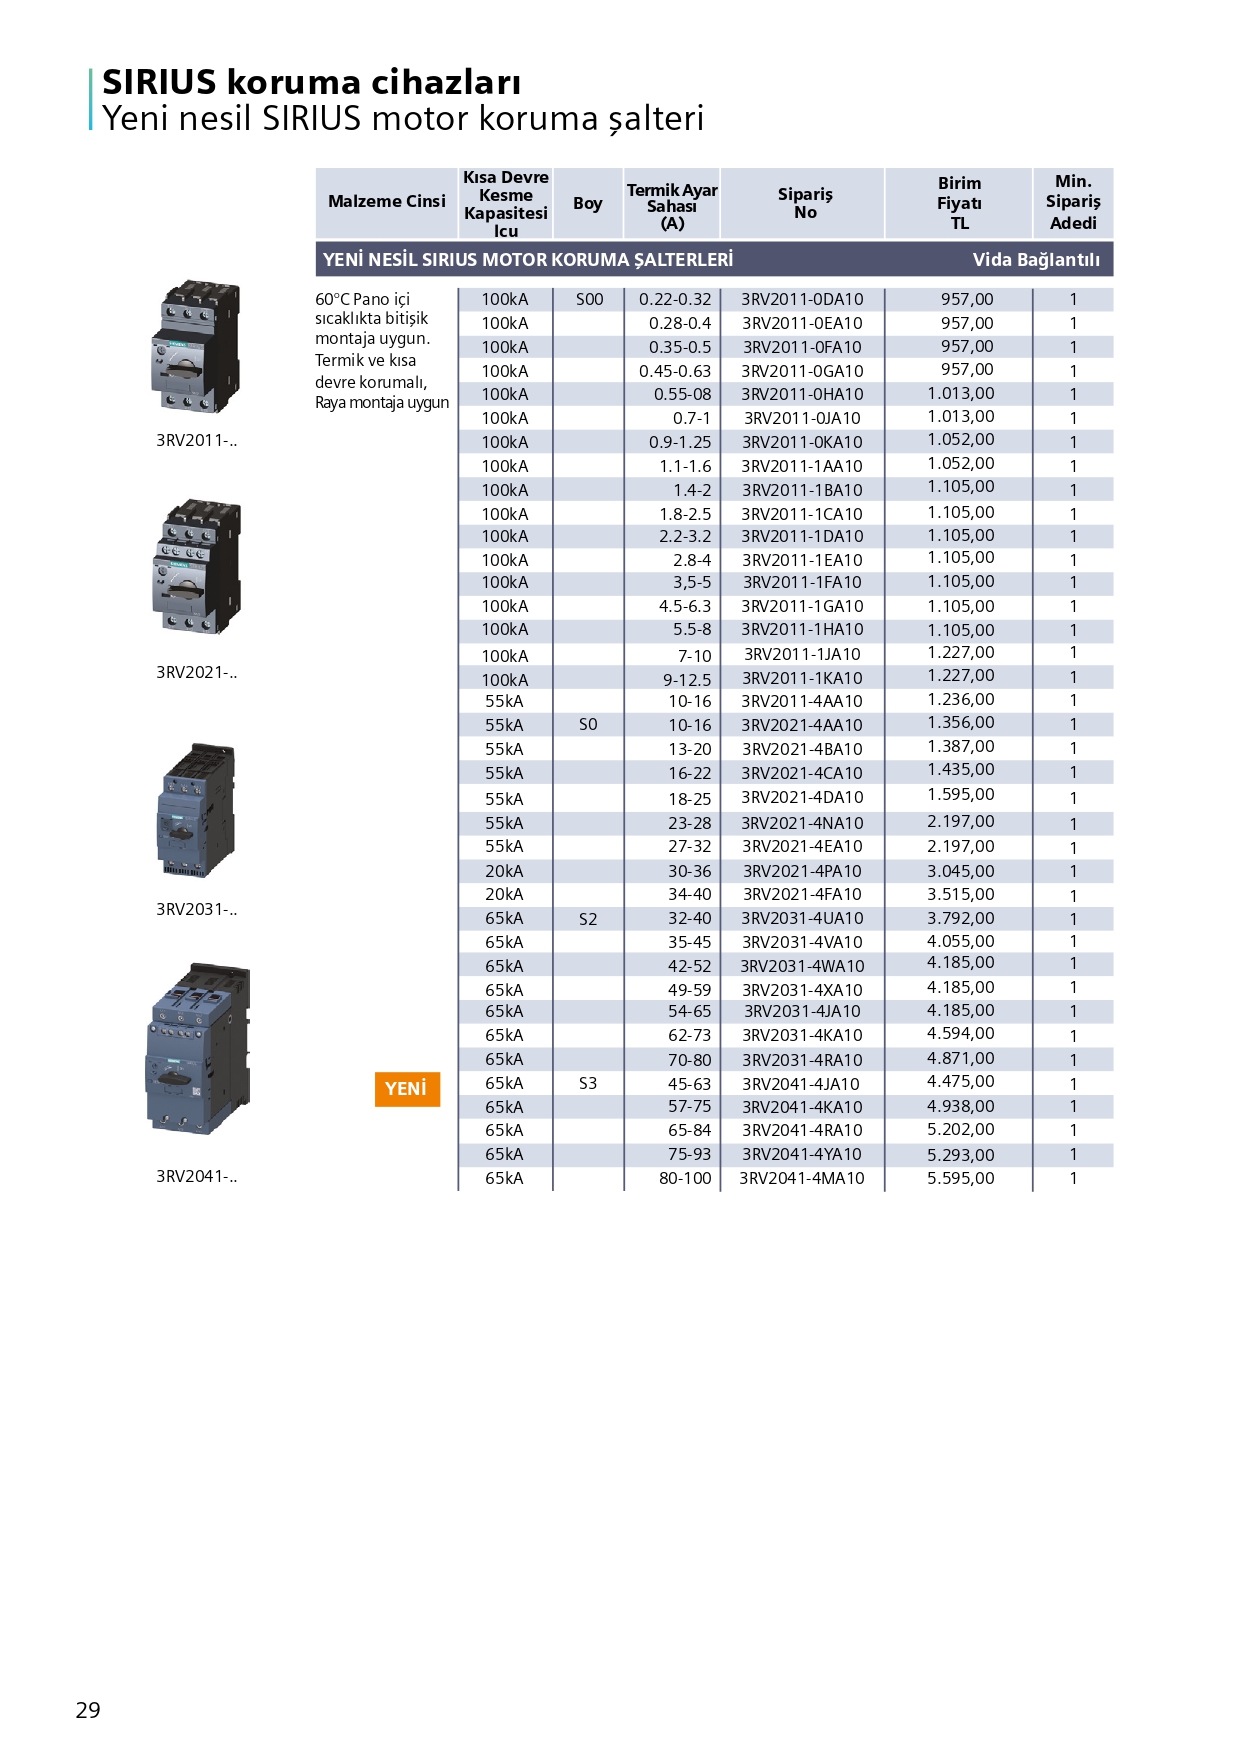 SIRIUS koruma cihazları
Yeni nesil SIRIUS motor koruma şalteri
Malzeme Cinsi
Kısa Devre
Kesme
Kapasitesi
Icu
Boy
Termik Ayar
Sahası
(A)
Sipariş
No
Birim
Fiyatı
TL
Min.
Sipariş
Adedi
YENİ NESİL SIRIUS MOTOR KORUMA ŞALTERLERİ Vida Bağlantılı
60°C Pano içi
sıcaklıkta bitişik
montaja uygun.
Termik ve kısa
devre korumalı,
Raya montaja uygun
100kA S00 0.22-0.32 3RV2011-0DA10 957,00 1
100kA 0.28-0.4 3RV2011-0EA10 957,00 1
100kA 0.35-0.5 3RV2011-0FA10 957,00 1
100kA 0.45-0.63 3RV2011-0GA10 957,00 1
100kA 0.55-08 3RV2011-0HA10 1.013,00 1
100kA 0.7-1 3RV2011-0JA10 1.013,00 1
100kA 0.9-1.25 3RV2011-0KA10 1.052,00 1
100kA 1.1-1.6 3RV2011-1AA10 1.052,00 1
100kA 1.4-2 3RV2011-1BA10 1.105,00 1
100kA 1.8-2.5 3RV2011-1CA10 1.105,00 1
100kA 2.2-3.2 3RV2011-1DA10 1.105,00 1
100kA 2.8-4 3RV2011-1EA10 1.105,00 1
100kA 3,5-5 3RV2011-1FA10 1.105,00 1
100kA 4.5-6.3 3RV2011-1GA10 1.105,00 1
100kA 5.5-8 3RV2011-1HA10 1.105,00 1
100kA 7-10 3RV2011-1JA10 1.227,00 1
100kA 9-12.5 3RV2011-1KA10 1.227,00 1
55kA 10-16 3RV2011-4AA10 1.236,00 1
55kA S0 10-16 3RV2021-4AA10 1.356,00 1
55kA 13-20 3RV2021-4BA10 1.387,00 1
55kA 16-22 3RV2021-4CA10 1.435,00 1
55kA 18-25 3RV2021-4DA10 1.595,00 1
55kA 23-28 3RV2021-4NA10 2.197,00 1
55kA 27-32 3RV2021-4EA10 2.197,00 1
20kA 30-36 3RV2021-4PA10 3.045,00 1
20kA 34-40 3RV2021-4FA10 3.515,00 1
65kA S2 32-40 3RV2031-4UA10 3.792,00 1
65kA 35-45 3RV2031-4VA10 4.055,00 1
65kA 42-52 3RV2031-4WA10 4.185,00 1
65kA 49-59 3RV2031-4XA10 4.185,00 1
65kA 54-65 3RV2031-4JA10 4.185,00 1
65kA 62-73 3RV2031-4KA10 4.594,00 1
65kA 70-80 3RV2031-4RA10 4.871,00 1
65kA S3 45-63 3RV2041-4JA10 4.475,00 1
65kA 57-75 3RV2041-4KA10 4.938,00 1
65kA 65-84 3RV2041-4RA10 5.202,00 1
65kA 75-93 3RV2041-4YA10 5.293,00 1
65kA 80-100 3RV2041-4MA10 5.595,00 1
3RV2011-..
3RV2021-..
3RV2031-..
YENİ
3RV2041-..
29